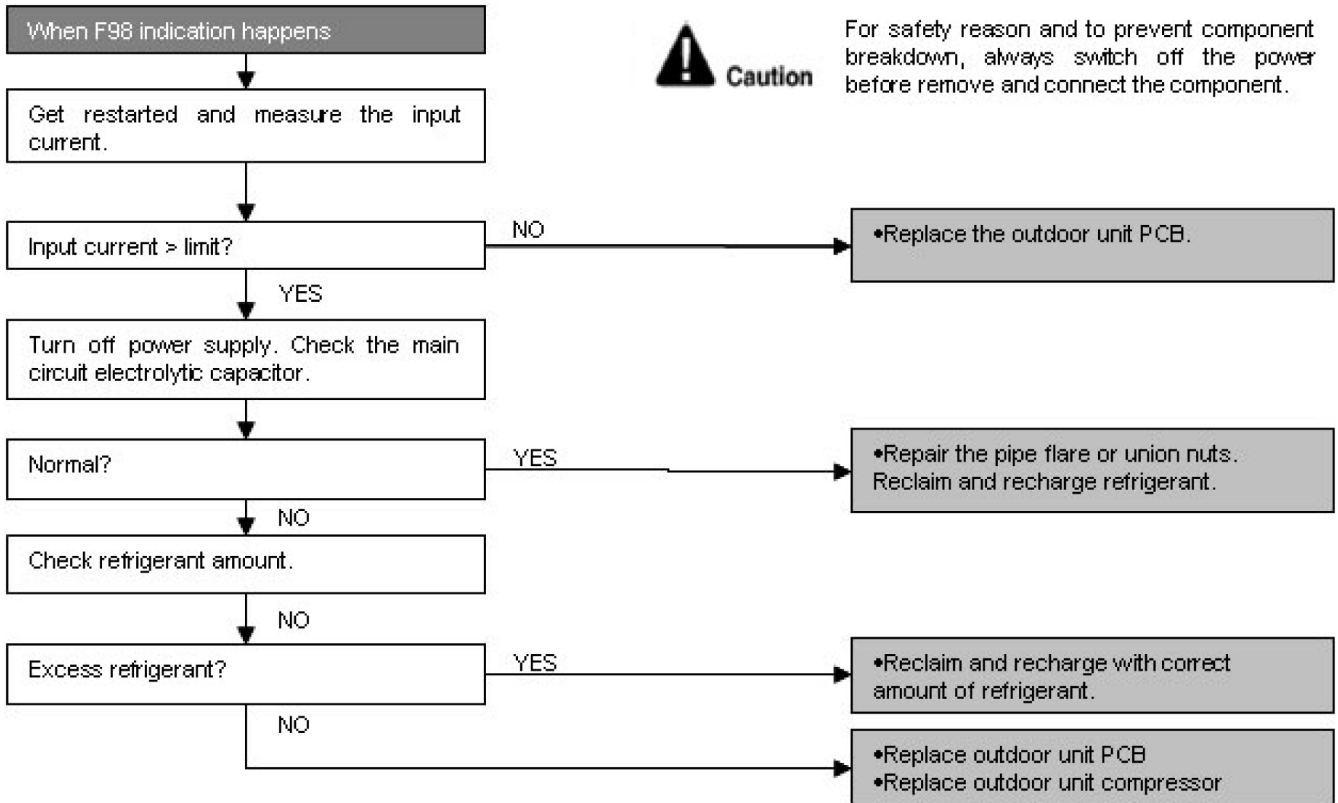 When F98 indication happens
Caution
For safety reason and to prevent component
breakdown, always switch off the power
before remove and connect the component.
Get restarted and measure the input
current.
Input current > limit?
NO
•Replace the outdoor unit PCB.
YES
Turn off power supply. Check the main
circuit electrolytic capacitor.
Normal?
YES
•Repair the pipe flare or union nuts.
Reclaim and recharge refrigerant.
NO
Check refrigerant amount.
NO
Excess refrigerant?
YES
•Reclaim and recharge with correct
amount of refrigerant.
NO
•Replace outdoor unit PCB
•Replace outdoor unit compressor